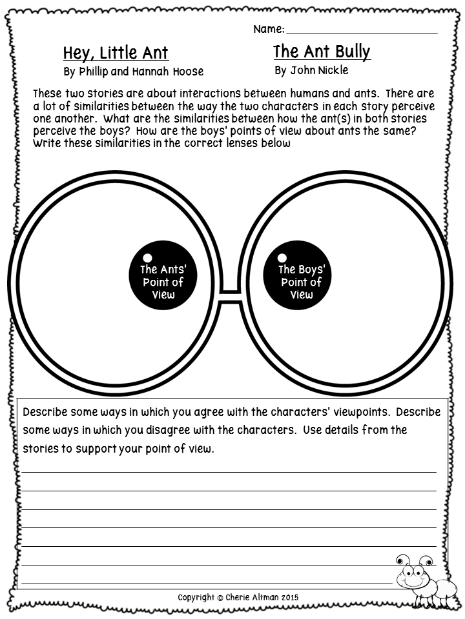 Name:
Hey, Little Ant
By Phillip and Hannah Hoose
The Ant Bully
By John Nickle
These two stories are about interactions between humans and ants. There are
a lot of similarities between the way the two characters in each story perceive
one another. What are the similarities between how the ant(s) in both stories
perceive the boys? How are the boys' points of view about ants the same?
Write these similarities in the correct lenses below
The Ants'
Point of
View
The Boys'
Point of
View
Describe some ways in which you agree with the characters' viewpoints. Describe
some ways in which you disagree with the characters. Use details from the
stories to support your point of view.
Copyright © Cherie Altman 2015